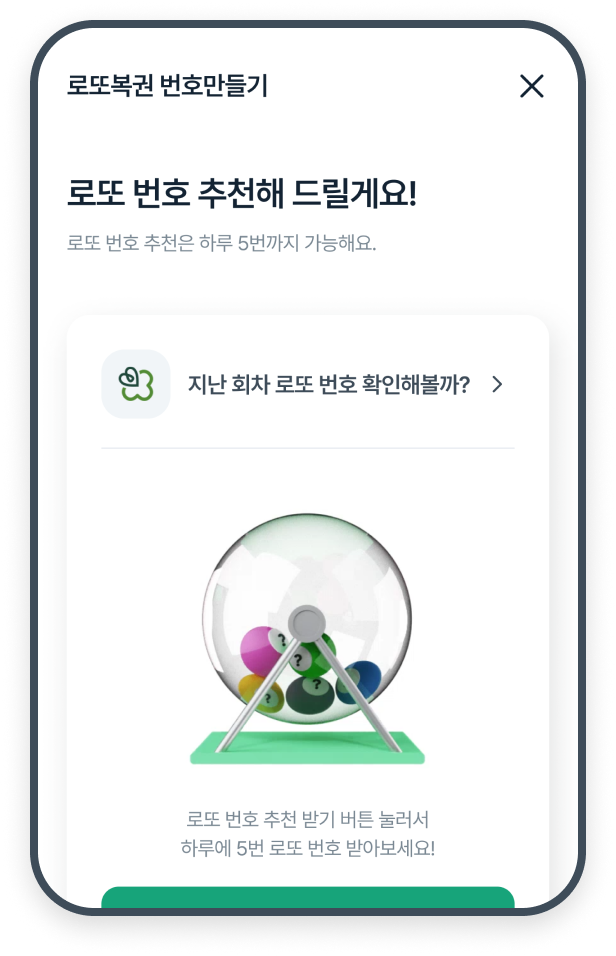 로또복권 번호만들기
로또 번호 추천해 드릴게요!
로또 번호 추천은 하루 5번까지 가능해요.
지난 회차 로또 번호 확인해볼까?
?
?
?
?
로또 번호 추천 받기 버튼 눌러서
하루에 5번 로또 번호 받아보세요!